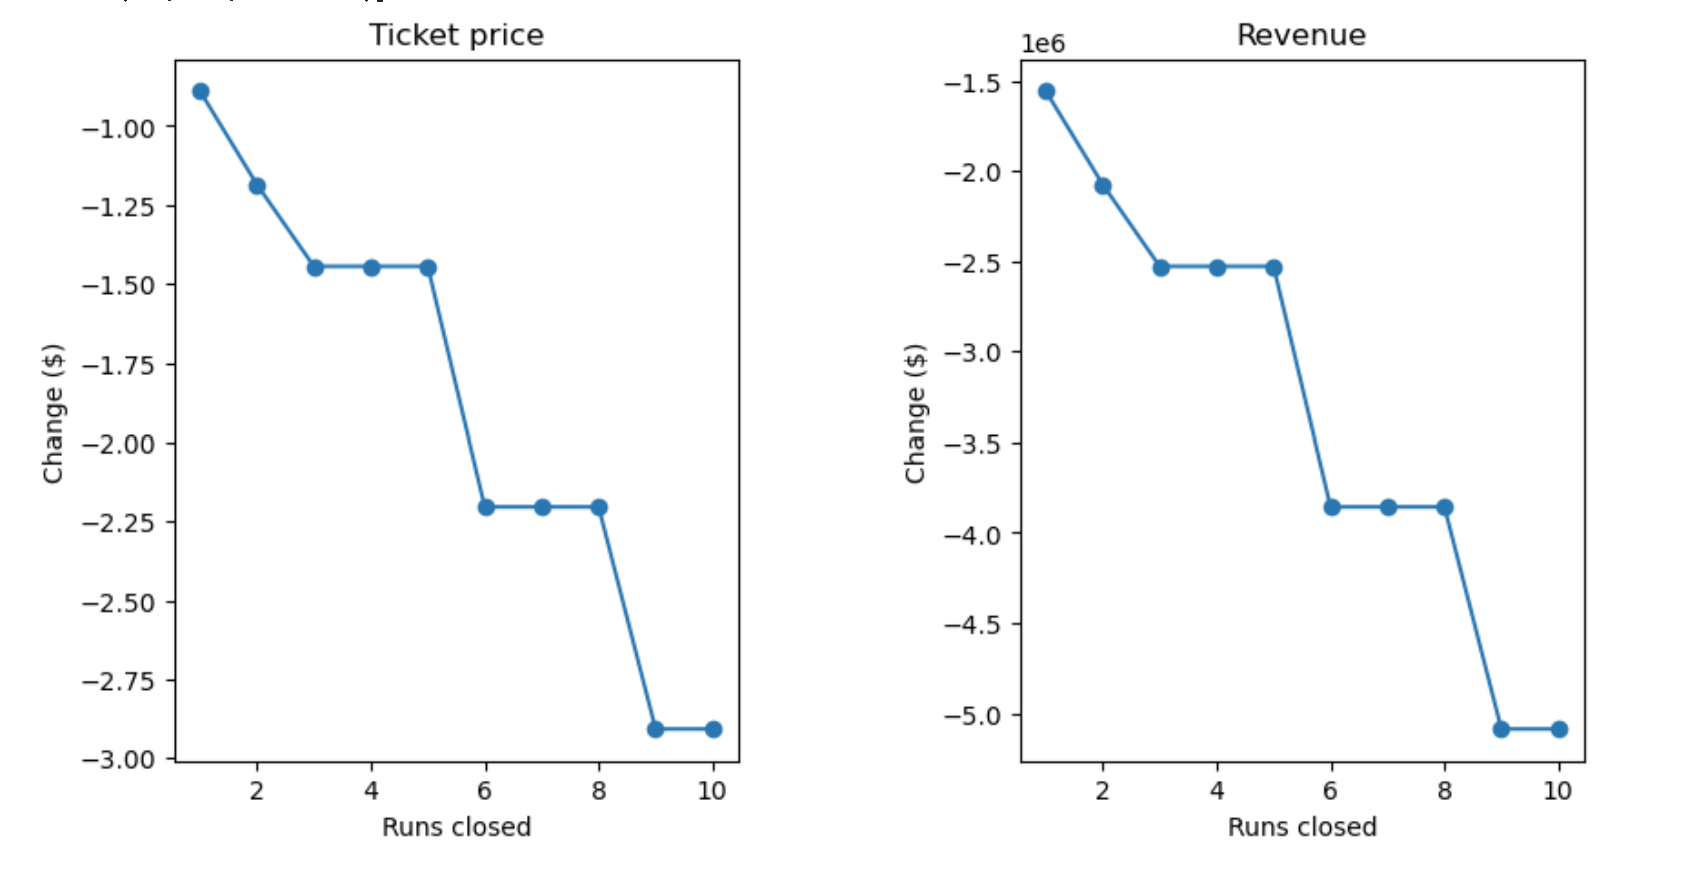 Ticket price
−1.00
−1.25
−1.50
−1.75
−2.00
−2.25
−2.50
−2.75
−3.00
Change ($)
2 4 6 8 10
Runs closed
Revenue
1e6
−1.5
−2.0
−2.5
−3.0
−3.5
−4.0
−4.5
−5.0
Change ($)
2 4 6 8 10
Runs closed